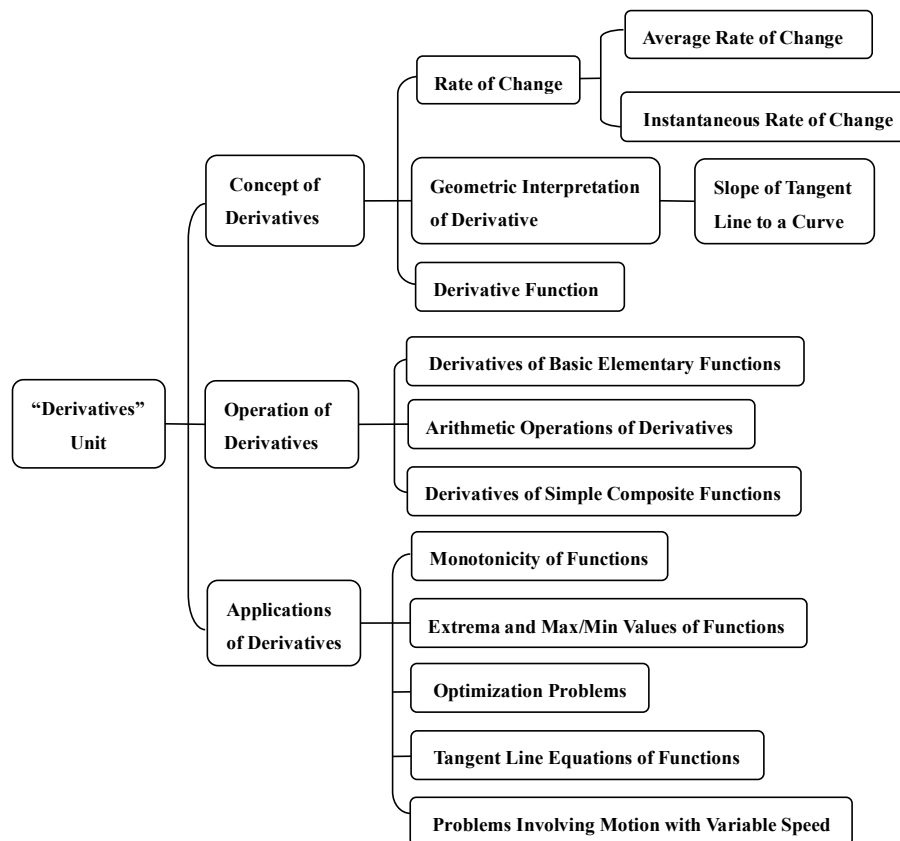 Average Rate of Change
Rate of Change
Instantaneous Rate of Change
Concept of
Derivatives
Geometric Interpretation
of Derivative
Slope of Tangent
Line to a Curve
Derivative Function
“Derivatives”
Unit
Operation of
Derivatives
Derivatives of Basic Elementary Functions
Arithmetic Operations of Derivatives
Derivatives of Simple Composite Functions
Applications
of Derivatives
Monotonicity of Functions
Extrema and Max/Min Values of Functions
Optimization Problems
Tangent Line Equations of Functions
Problems Involving Motion with Variable Speed